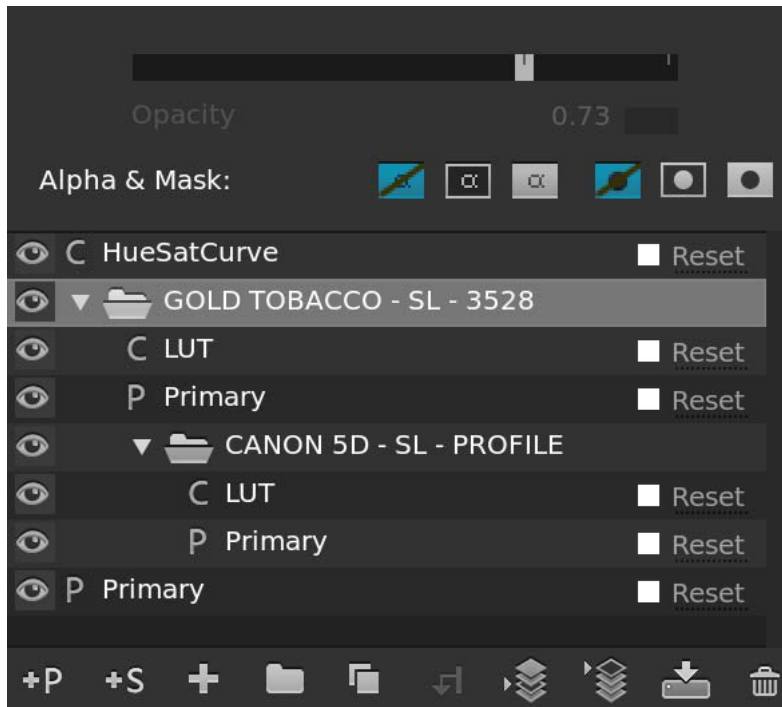 Opacity 0.73
Alpha & Mask: α α α
C HueSatCurve Reset
GOLD TOBACCO - SL - 3528
C LUT Reset
P Primary Reset
CANON 5D - SL - PROFILE
C LUT Reset
P Primary Reset
P Primary Reset
+P +S